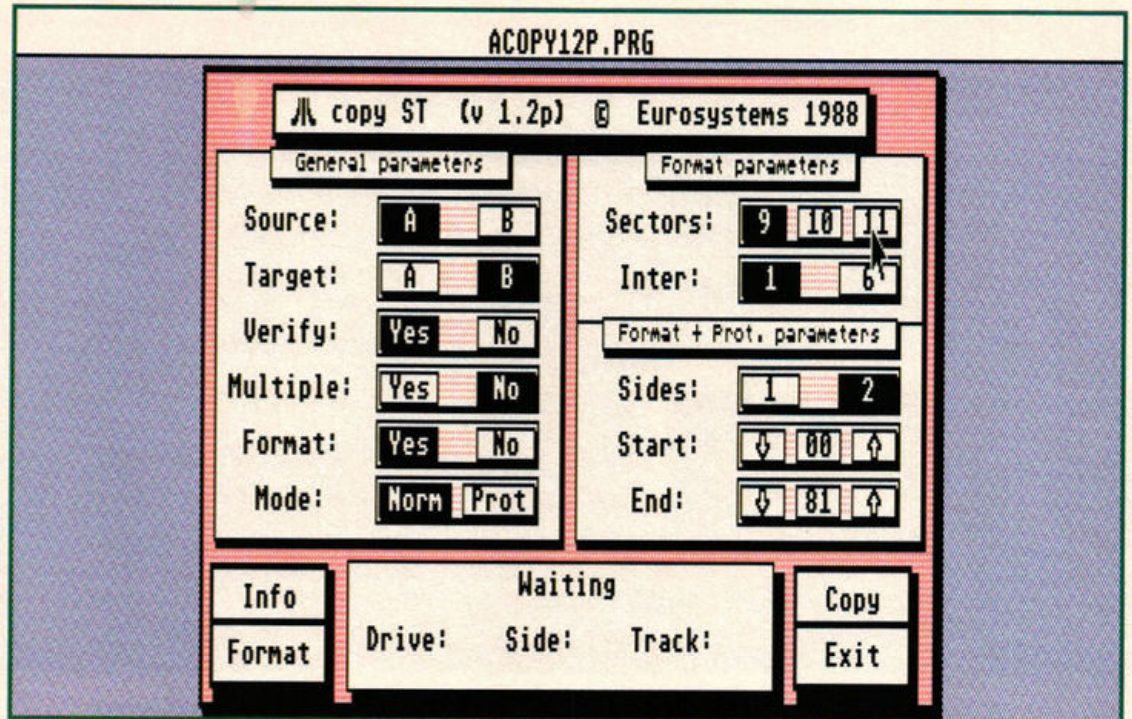 ACOPY12P.PRG
copy ST (v 1.2p) © Eurosystems 1988
General parameters
Source: A B
Target: A B
Verify: Yes No
Multiple: Yes No
Format: Yes No
Mode: Norm Prot
Format parameters
Sectors: 9 10 11
Inter: 1 6
Format + Prot. parameters
Sides: 1 2
Start: ⇩ 00 ⇧
End: ⇩ 81 ⇧
Info
Format
Waiting
Drive: Side: Track:
Copy
Exit